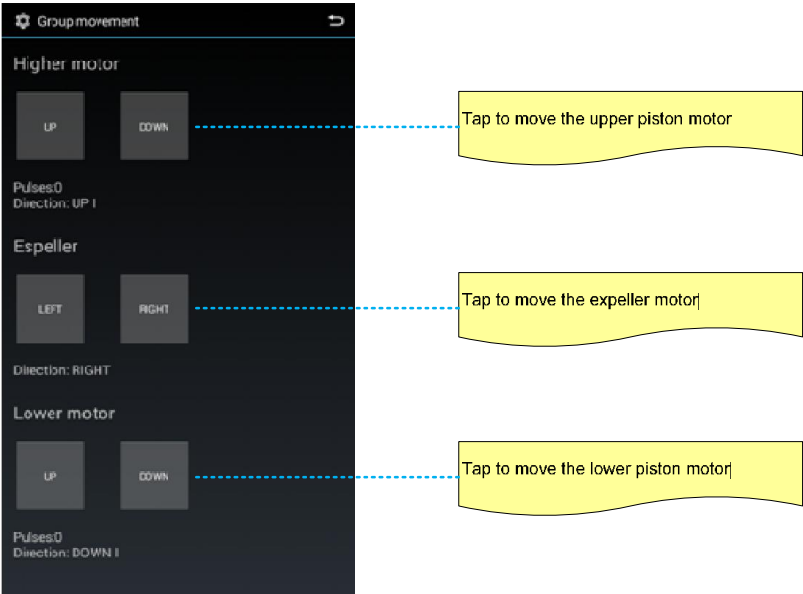 Group movement
Higher motor
UP DOWN
Tap to move the upper piston motor
Pulses:0
Direction: UP I
Espeller
LEFT RIGHT
Tap to move the expeller motor
Direction: RIGHT
Lower motor
UP DOWN
Tap to move the lower piston motor
Pulses:0
Direction: DOWN I